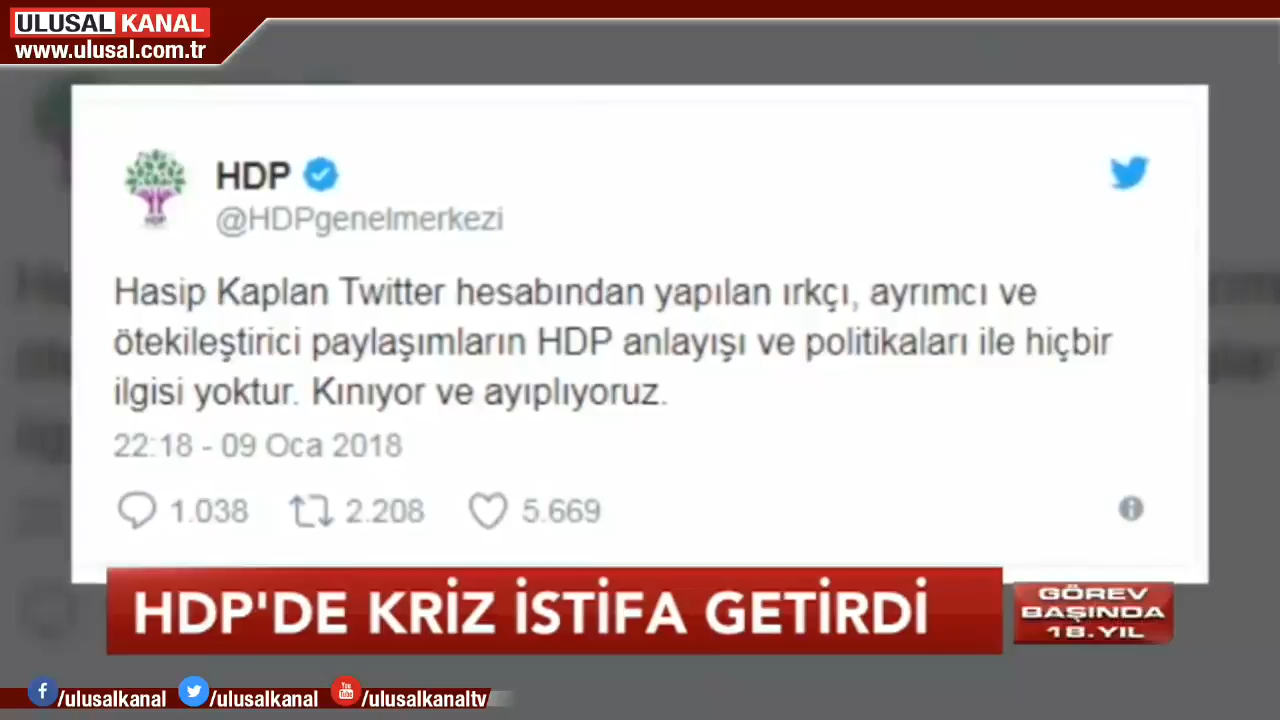 ULUSAL KANAL
www.ulusal.com.tr
HDP
@HDPgenelmerkezi
HDP
Hasip Kaplan Twitter hesabından yapılan ırkçı, ayrımcı ve
ötekileştirici paylaşımların HDP anlayışı ve politikaları ile hiçbir
ilgisi yoktur. Kınıyor ve ayıplıyoruz.
22:18 - 09 Oca 2018
1.038 2.208 5.669
HDP'DE KRİZ İSTİFA GETİRDİ
GÖREV
BAŞINDA
18.YIL
/ulusalkanal /ulusalkanal /ulusalkanaltv